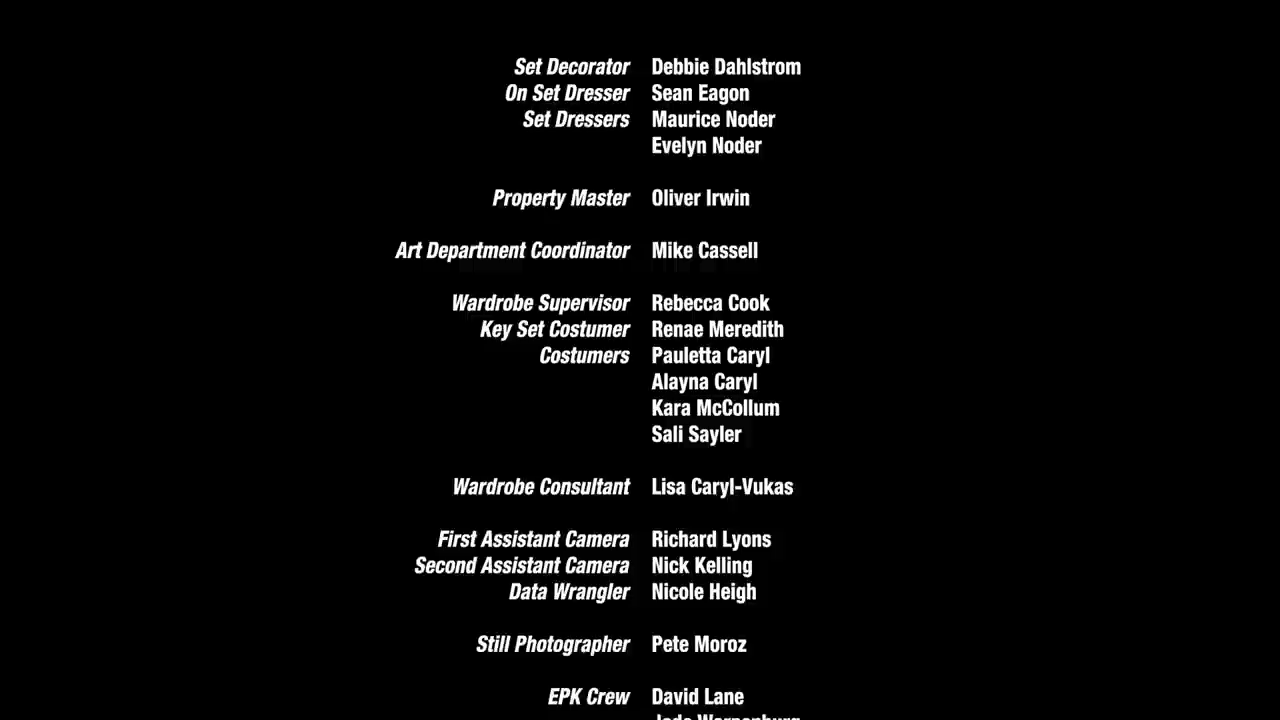 Set Decorator Debbie Dahlstrom
On Set Dresser Sean Eagon
Set Dressers Maurice Noder
Evelyn Noder
Property Master Oliver Irwin
Art Department Coordinator Mike Cassell
Wardrobe Supervisor Rebecca Cook
Key Set Costumer Renae Meredith
Costumers Pauletta Caryl
Alayna Caryl
Kara McCollum
Sali Sayler
Wardrobe Consultant Lisa Caryl-Vukas
First Assistant Camera Richard Lyons
Second Assistant Camera Nick Kelling
Data Wrangler Nicole Heigh
Still Photographer Pete Moroz
EPK Crew David Lane